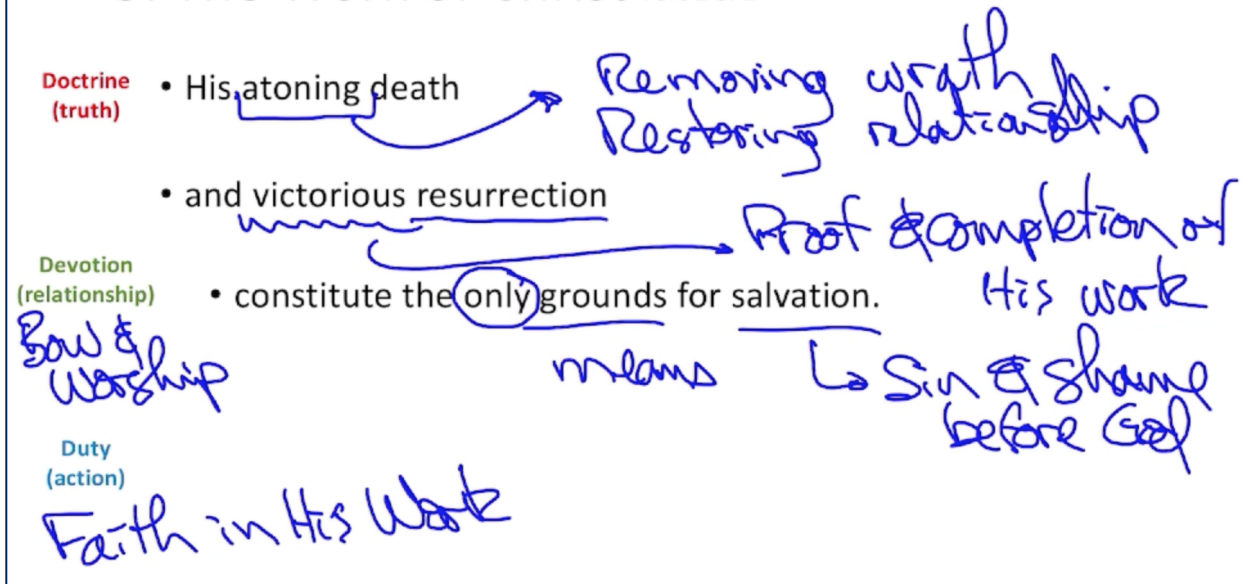 Doctrine
(truth)
• His atoning death
Removing wrath
Restoring relationship
• and victorious resurrection
Proof & completion of
His work
Devotion
(relationship)
• constitute the only grounds for salvation.
Bow &
Worship
means
Sin & shame
before God
Duty
(action)
Faith in His Work